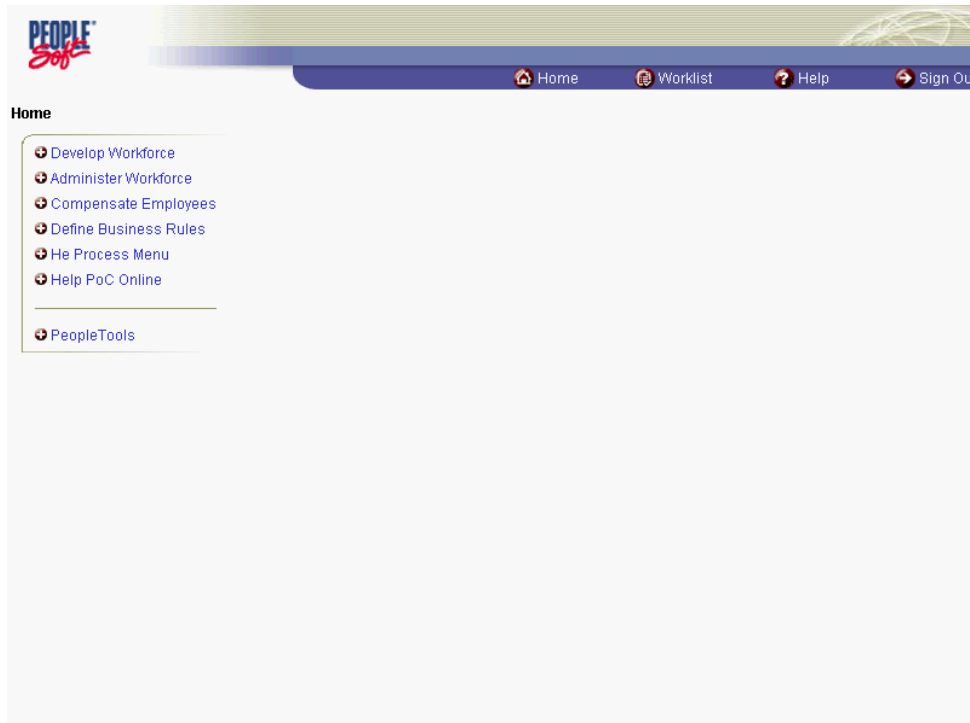 PEOPLE
Soft
Home Worklist Help Sign Ou
Home
Develop Workforce
Administer Workforce
Compensate Employees
Define Business Rules
He Process Menu
Help PoC Online
PeopleTools